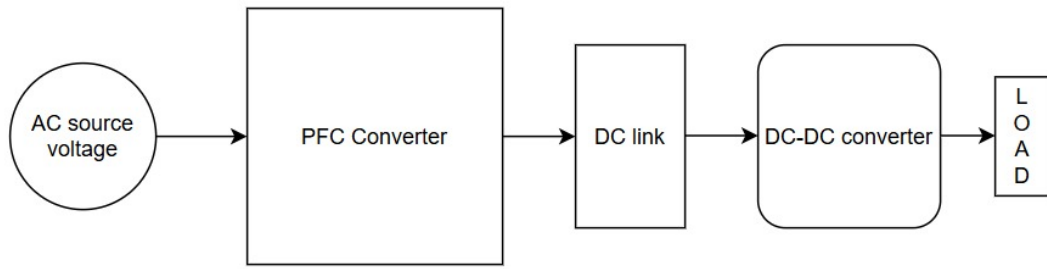 AC source
voltage
PFC Converter
DC link
DC-DC converter
L
O
A
D